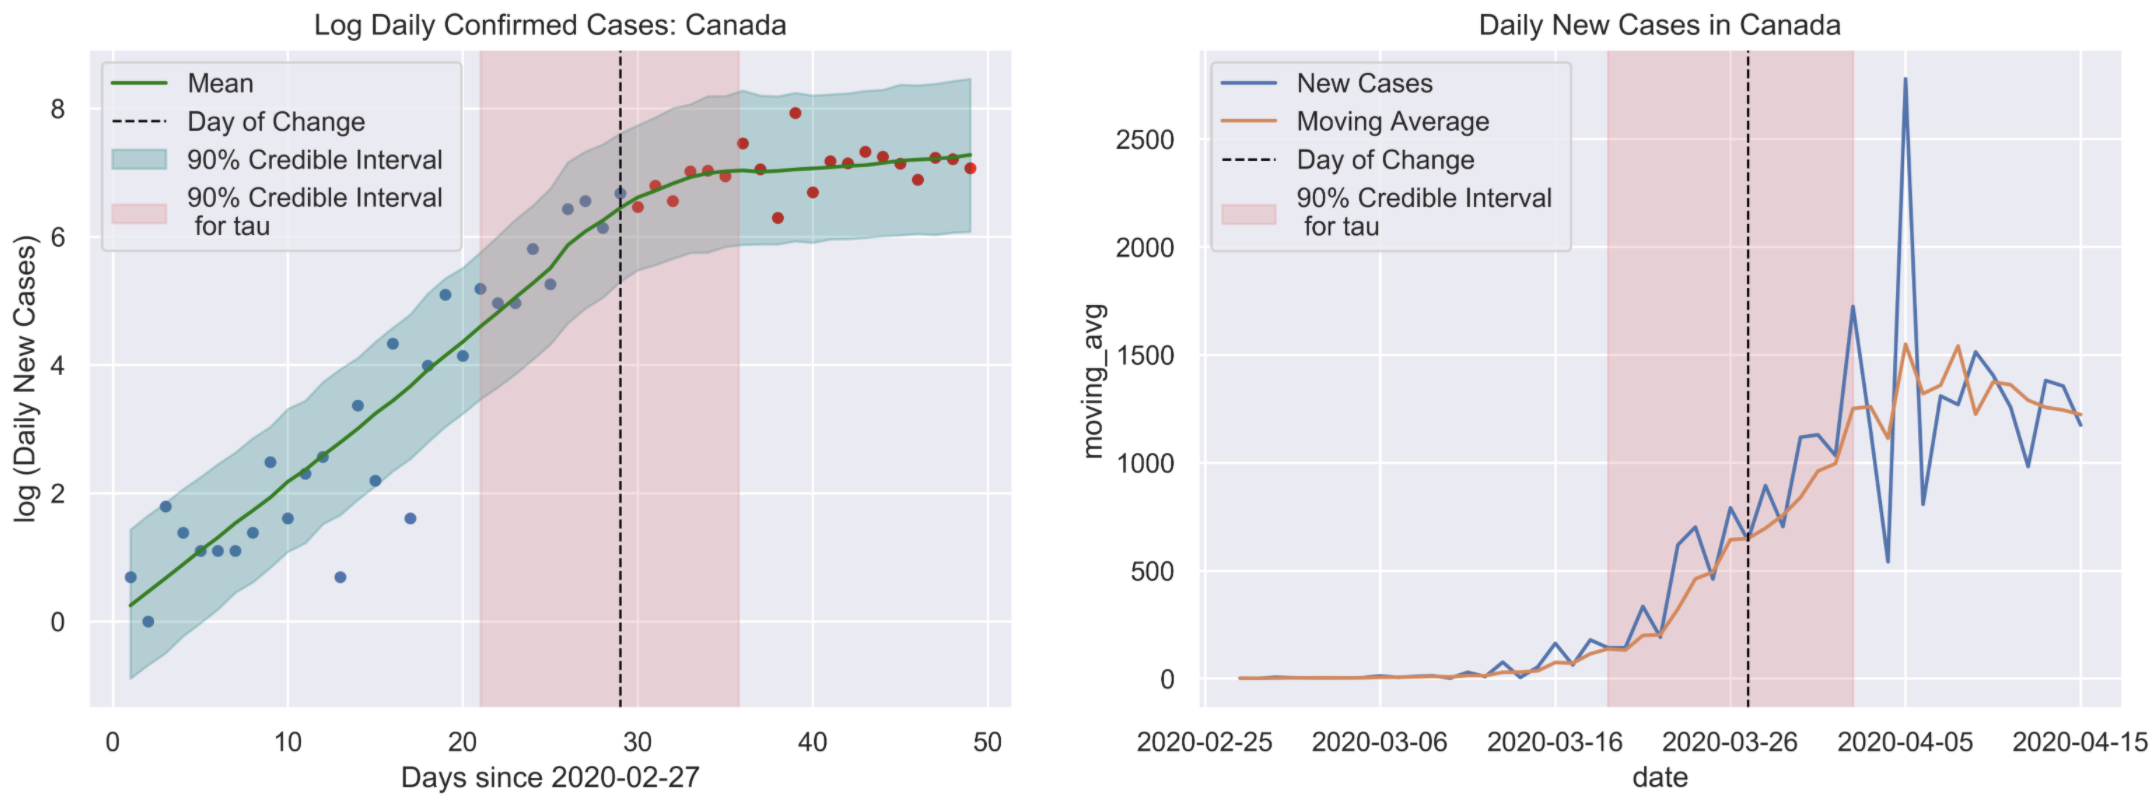 Log Daily Confirmed Cases: Canada
Mean
Day of Change
90% Credible Interval
90% Credible Interval
for tau
log (Daily New Cases)
8
6
4
2
0
0 10 20 30 40 50
Days since 2020-02-27
Daily New Cases in Canada
New Cases
Moving Average
Day of Change
90% Credible Interval
for tau
moving_avg
2500
2000
1500
1000
500
0
2020-02-25 2020-03-06 2020-03-16 2020-03-26 2020-04-05 2020-04-15
date